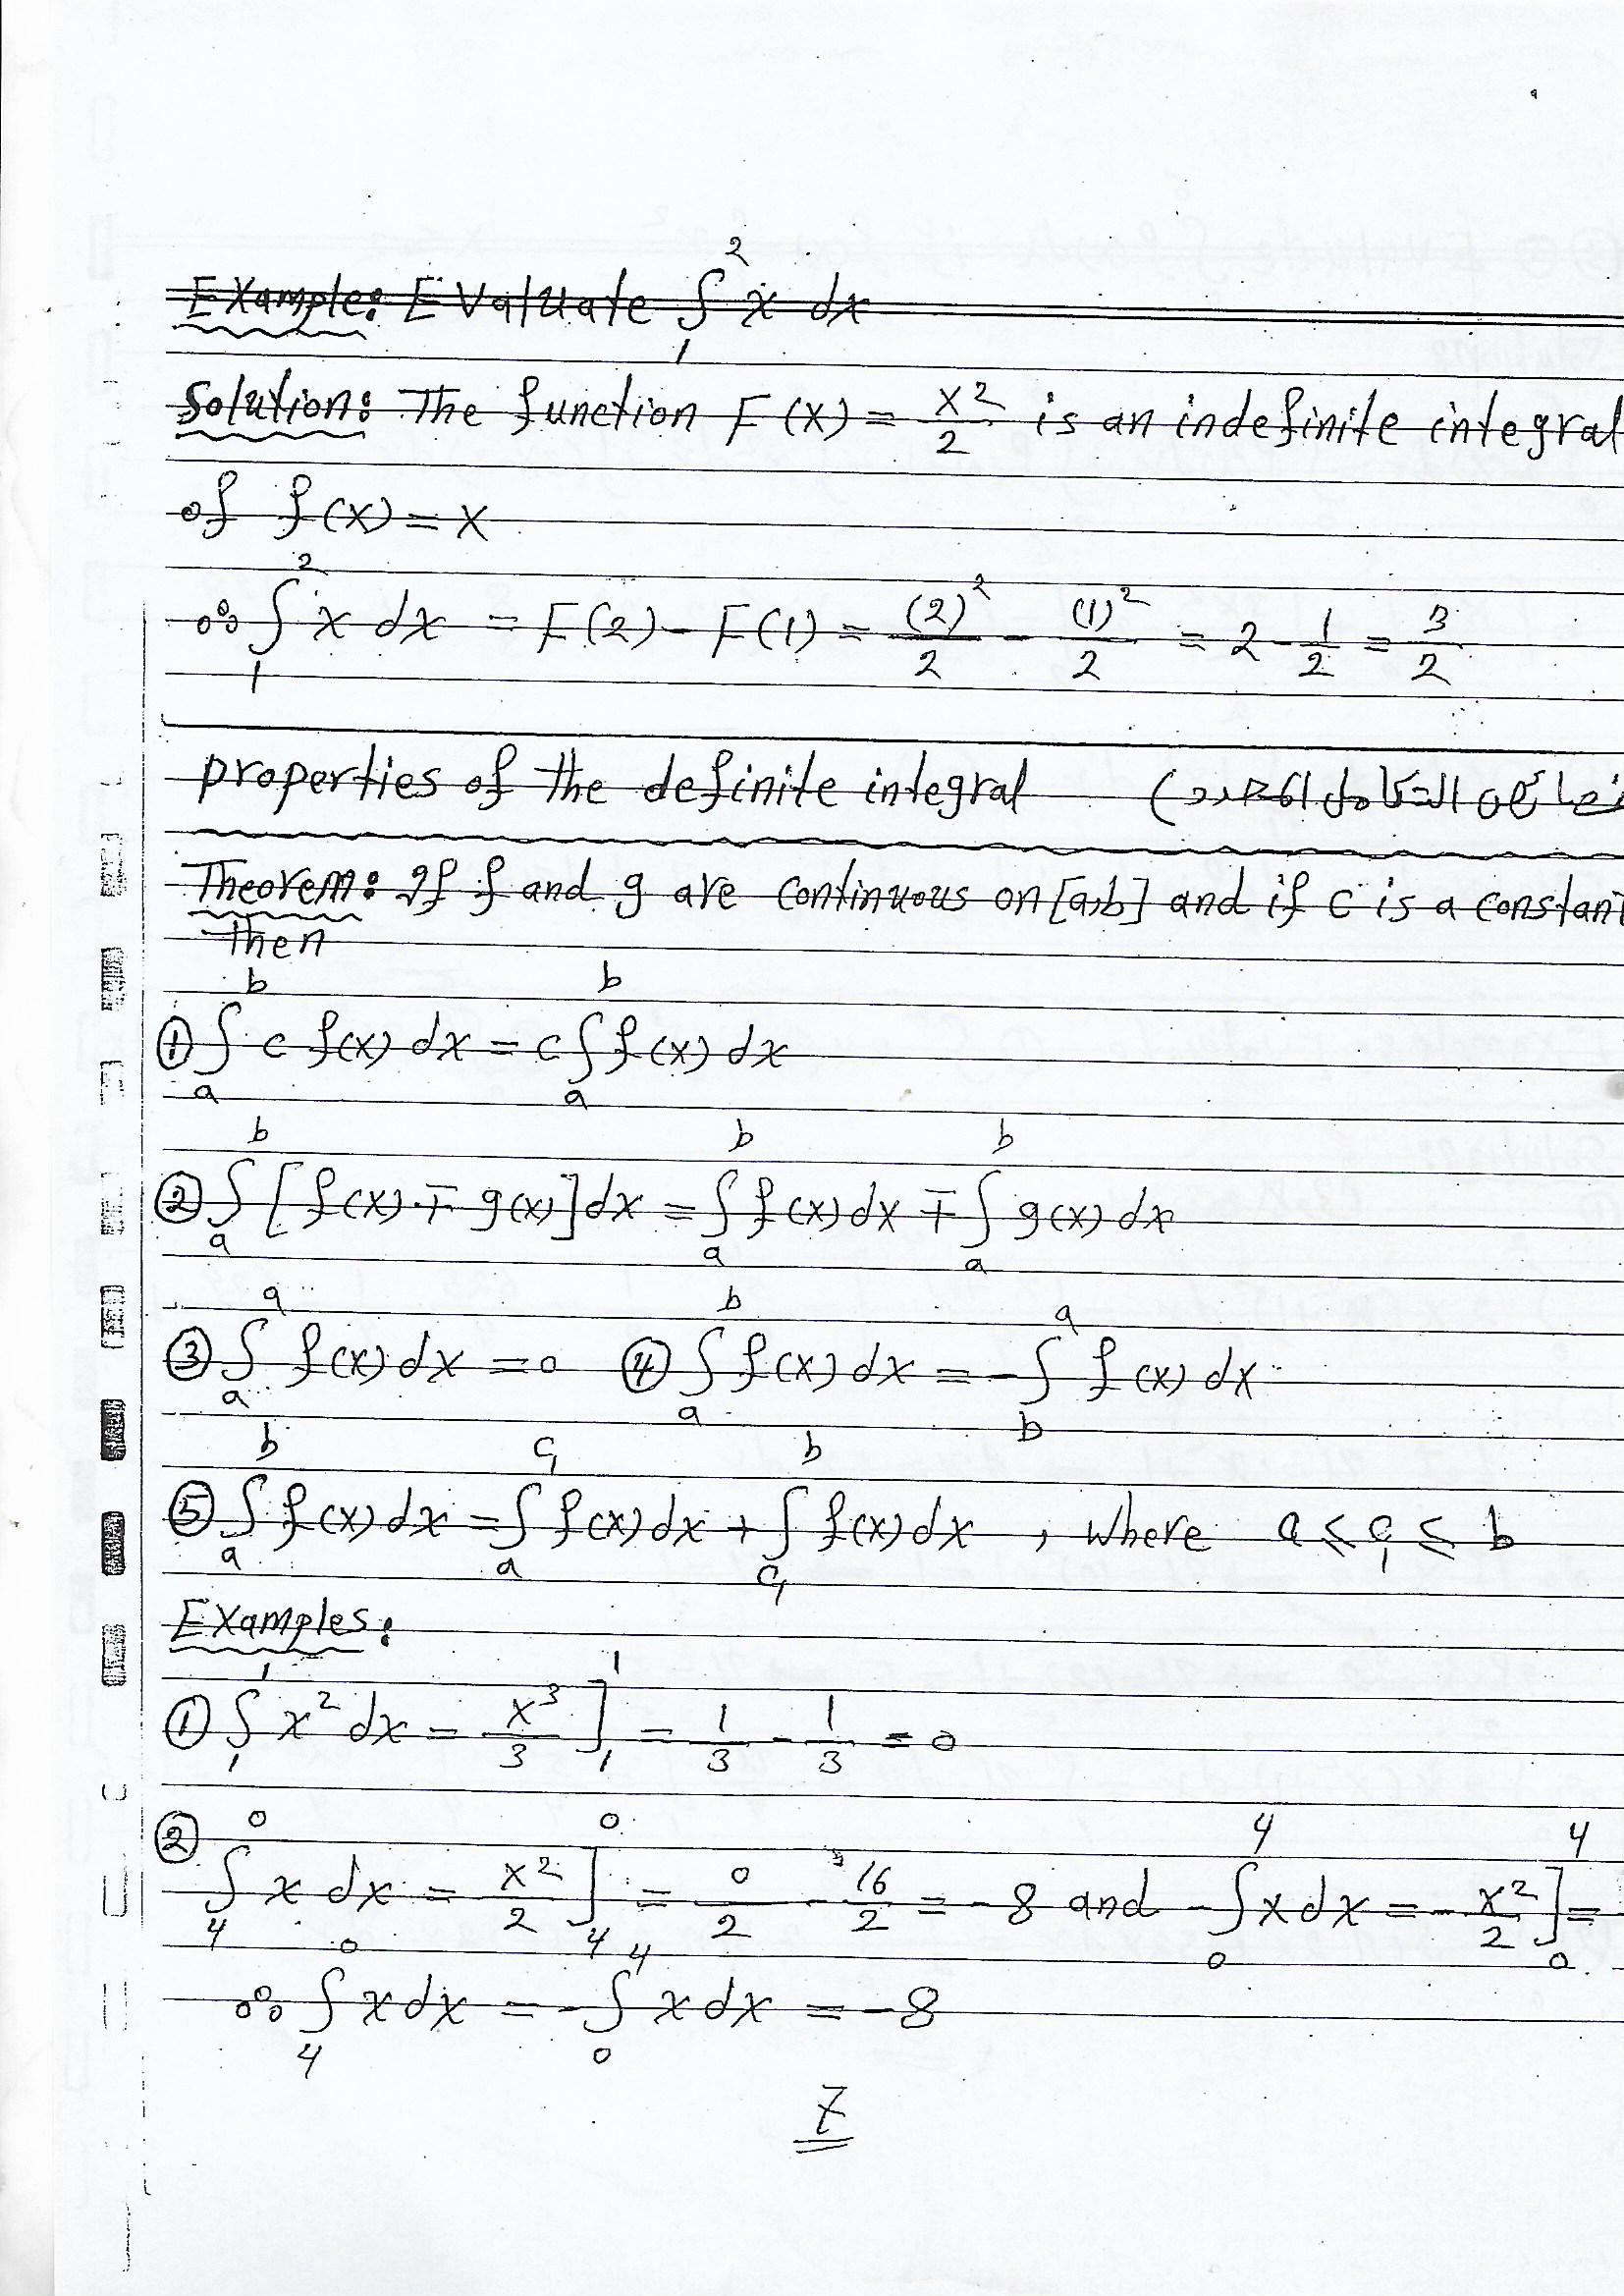 Example: Evaluate ∫₁² x dx
Solution: The function F(x) = x²/2 is an indefinite integral
of f(x) = x
∴ ∫₁² x dx = F(2) - F(1) = (2)²/2 - (1)²/2 = 2 - 1/2 = 3/2
properties of the definite integral
Theorem: If f and g are continuous on [a,b] and if c is a constant
Then
① ∫ₐᵇ c f(x) dx = c ∫ₐᵇ f(x) dx
② ∫ₐᵇ [f(x) ∓ g(x)] dx = ∫ₐᵇ f(x) dx ∓ ∫ₐᵇ g(x) dx
③ ∫ₐᵃ f(x) dx = 0 ④ ∫ₐᵇ f(x) dx = - ∫_b^a f(x) dx
⑤ ∫ₐᵇ f(x) dx = ∫_a^c₁ f(x) dx + ∫_c₁^b f(x) dx , where a ≤ c₁ ≤ b
Examples:
① ∫₁¹ x² dx = x³/3 ]₁¹ = 1/3 - 1/3 = 0
② ∫₄⁰ x dx = x²/2 ]₄⁰ = 0/2 - 16/2 = -8 and - ∫₀⁴ x dx = - x²/2 ]₀⁴ =
∴ ∫₄⁰ x dx = - ∫₀⁴ x dx = -8
7